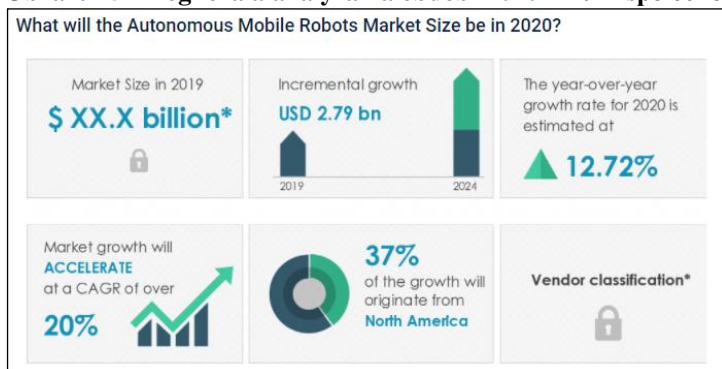 What will the Autonomous Mobile Robots Market Size be in 2020?
Market Size in 2019
$ XX.X billion*
Incremental growth
USD 2.79 bn
2019
2024
The year-over-year
growth rate for 2020 is
estimated at
12.72%
Market growth will
ACCELERATE
at a CAGR of over
20%
37%
of the growth will
originate from
North America
Vendor classification*